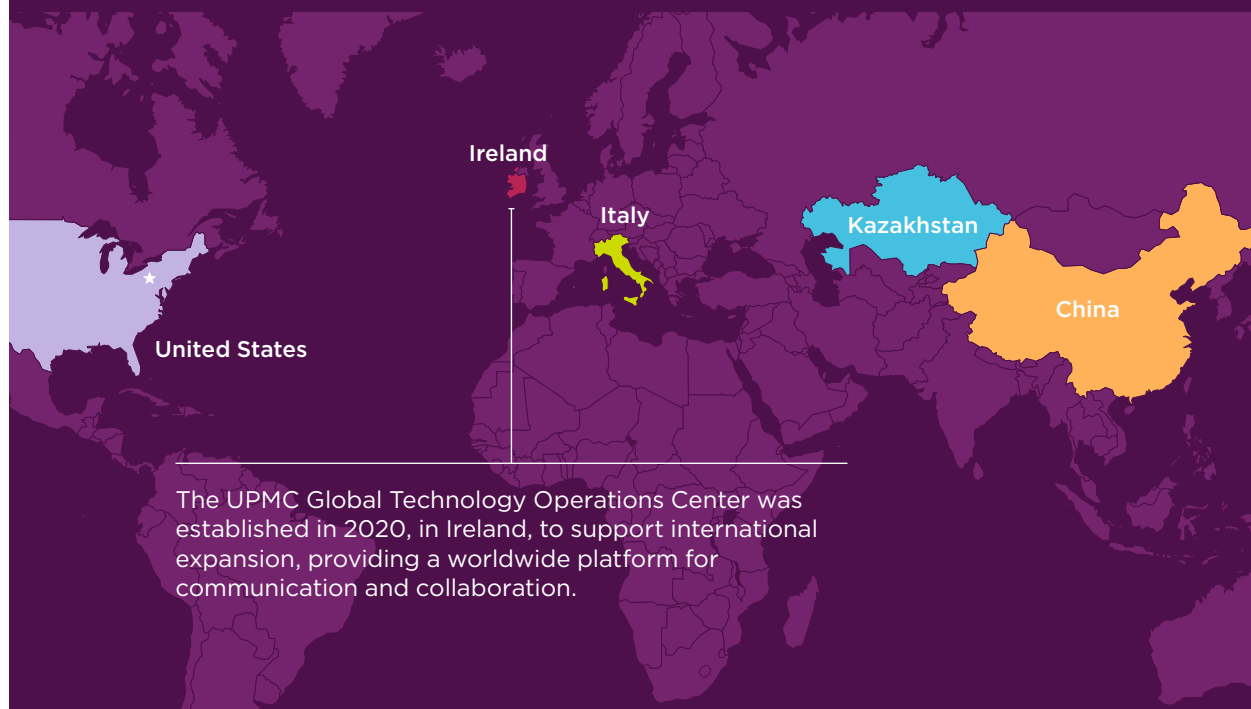 Ireland
Italy
Kazakhstan
China
United States
The UPMC Global Technology Operations Center was
established in 2020, in Ireland, to support international
expansion, providing a worldwide platform for
communication and collaboration.